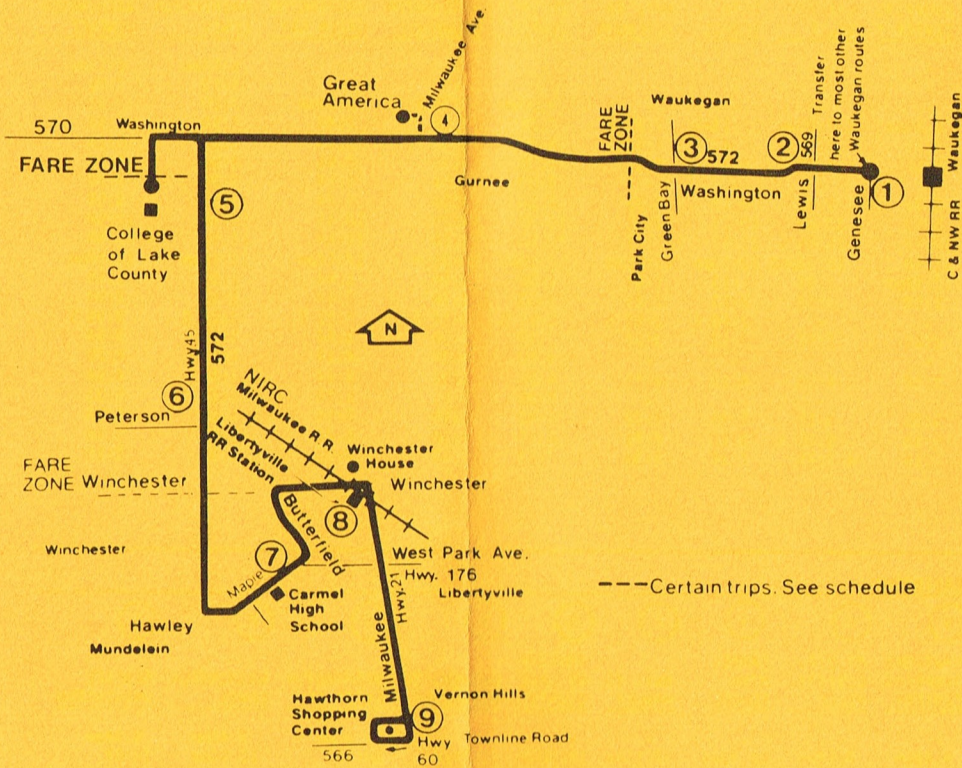 Milwaukee Ave.
Great
America
4
570
Washington
FARE ZONE
College
of Lake
County
5
Gurnee
FARE
ZONE
Waukegan
3
572
2
569
Transfer
here to most other
Waukegan routes
1
Park City
Green Bay
Washington
Lewis
Genesee
C & NW RR
Waukegan
N
Hwy 45
572
6
Peterson
NIRC
Milwaukee R.R.
Libertyville
RR Station
Winchester
House
FARE
ZONE Winchester
Winchester
8
Butterfield
Winchester
7
Maple
West Park Ave.
Hwy. 176
Libertyville
Carmel
High
School
Hawley
Mundelein
Milwaukee
Hwy. 21
---Certain trips. See schedule
Hawthorn
Shopping
Center
Vernon Hills
9
Hwy
60
Townline Road
566